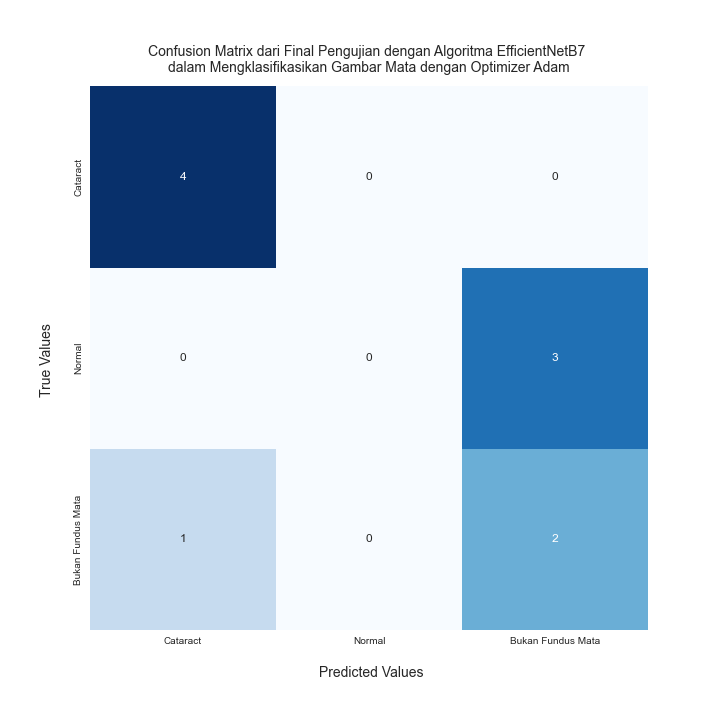 Confusion Matrix dari Final Pengujian dengan Algoritma EfficientNetB7
dalam Mengklasifikasikan Gambar Mata dengan Optimizer Adam
True Values
Cataract
4 0 0
Normal
0 0 3
Bukan Fundus Mata
1 0 2
Cataract Normal Bukan Fundus Mata
Predicted Values